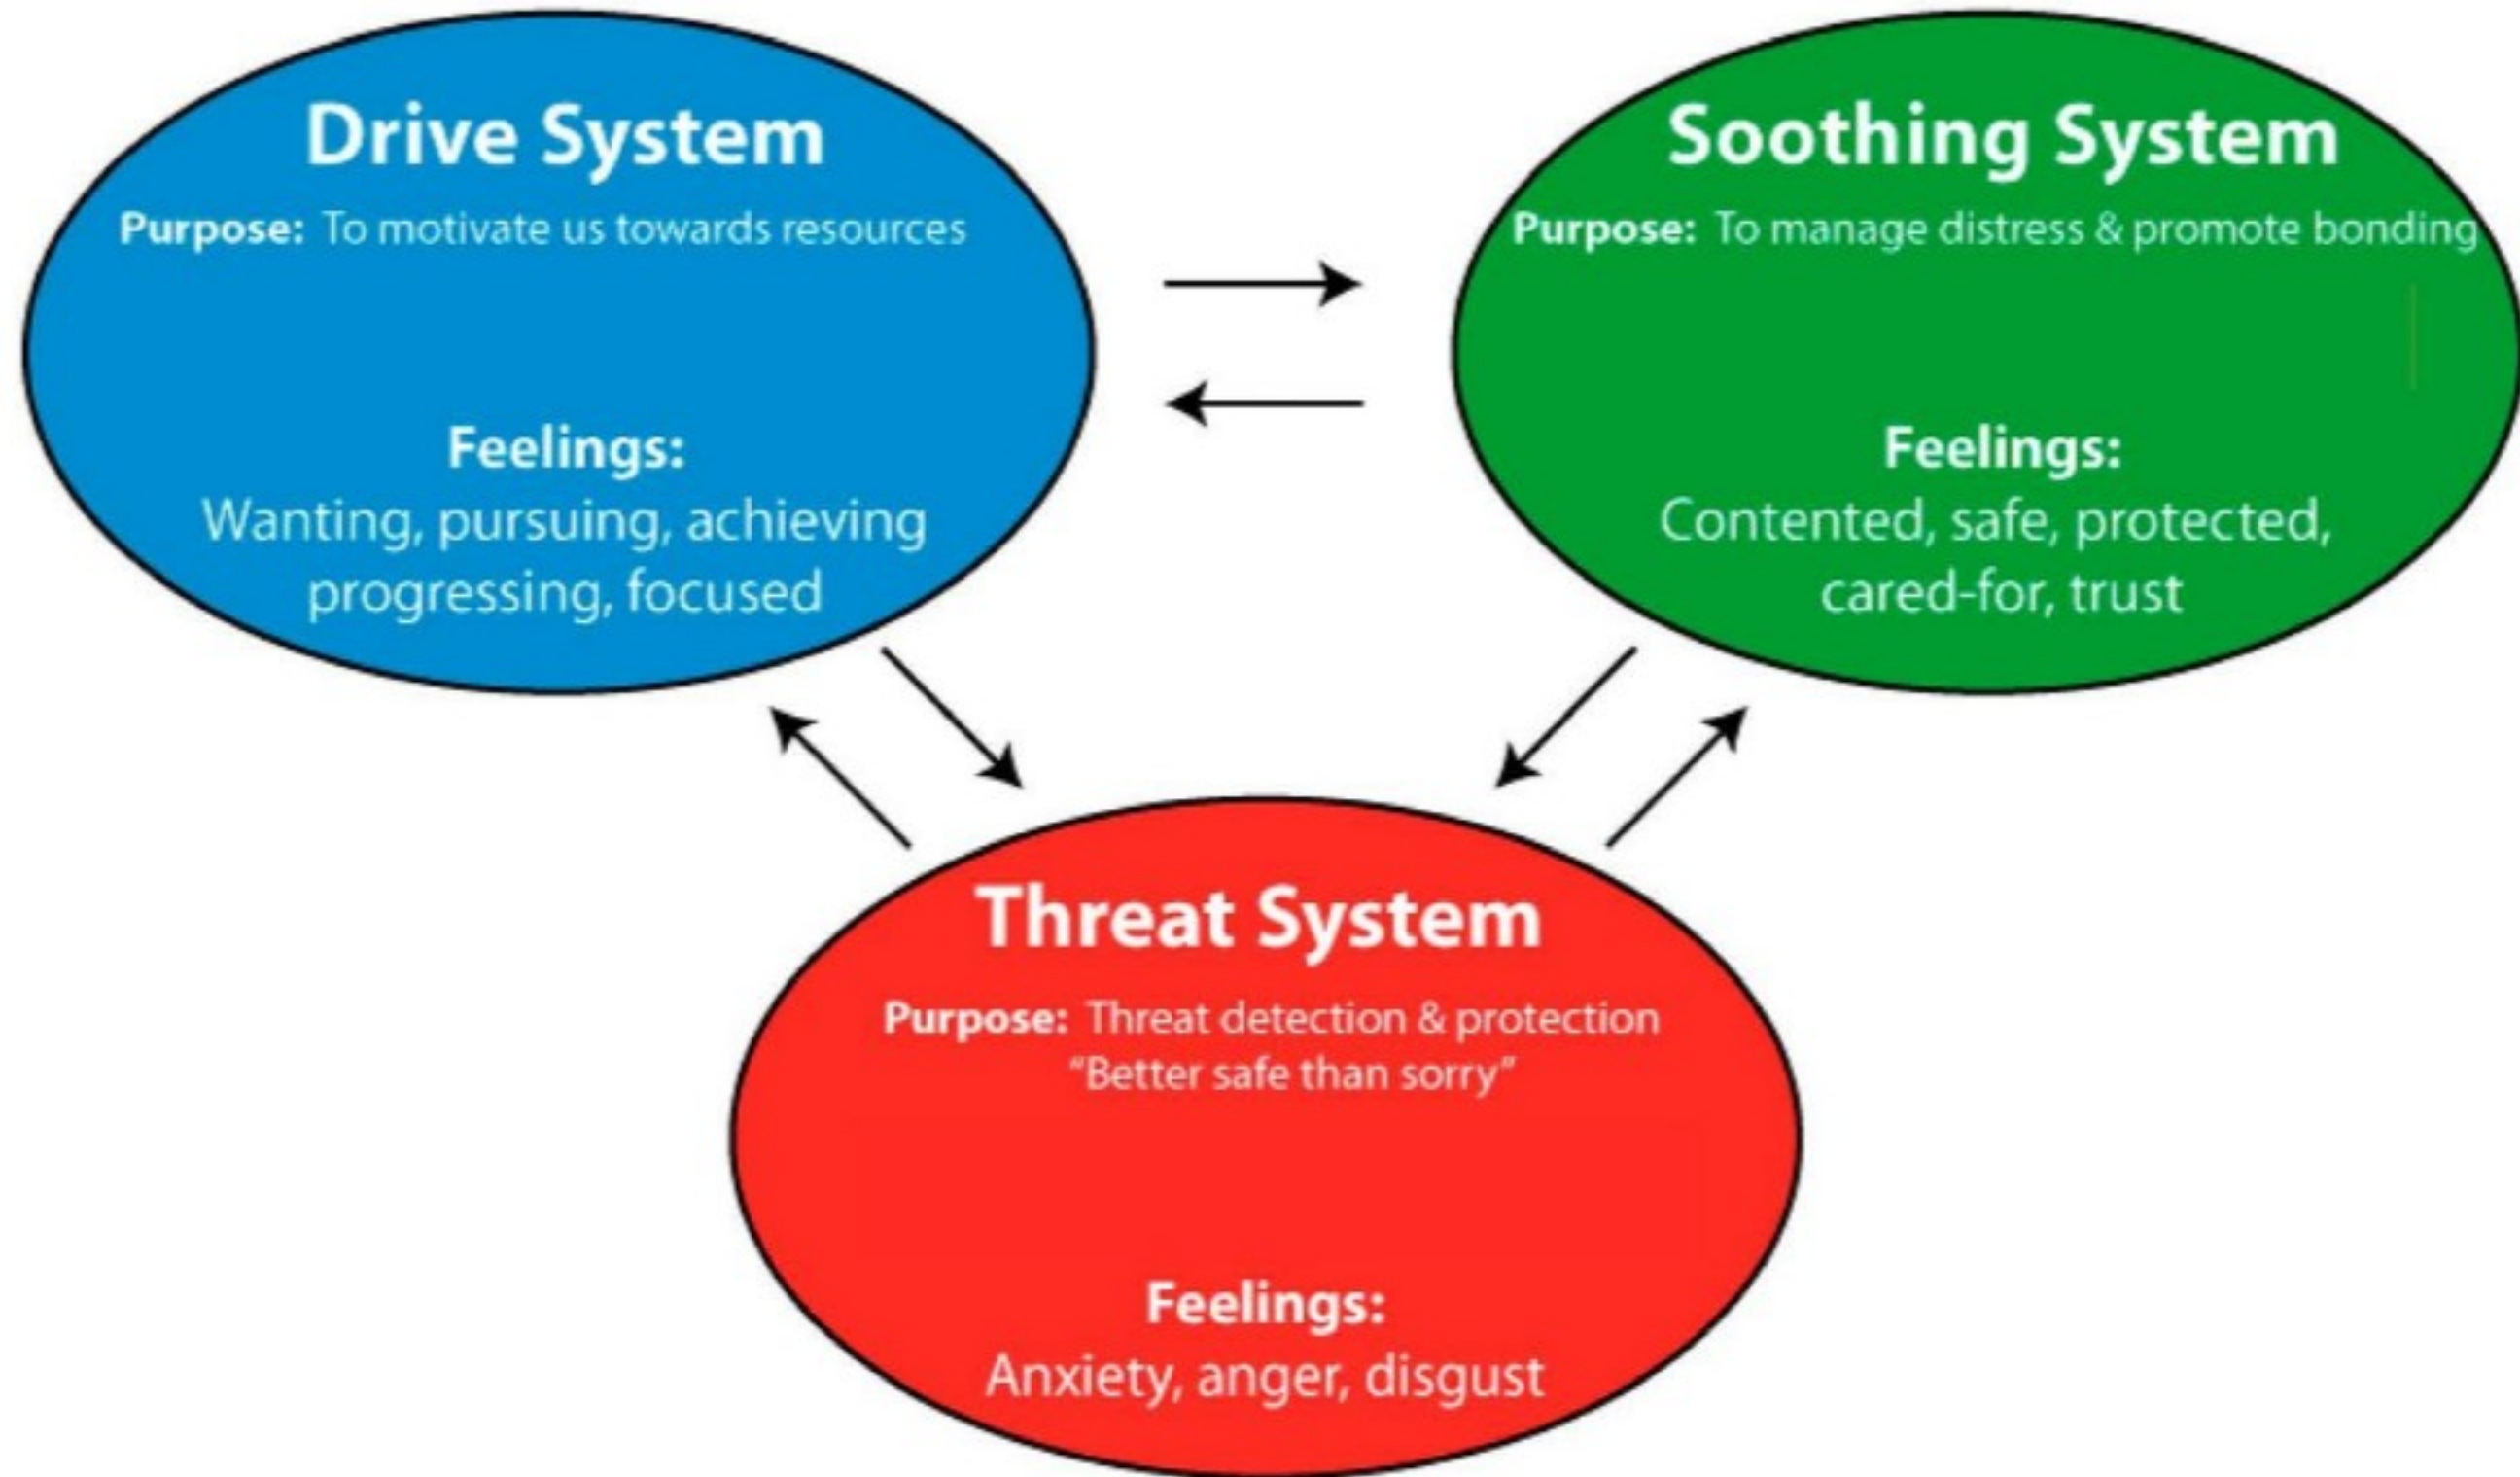 Drive System
Purpose: To motivate us towards resources
Feelings:
Wanting, pursuing, achieving
progressing, focused
Soothing System
Purpose: To manage distress & promote bonding
Feelings:
Contented, safe, protected,
cared-for, trust
Threat System
Purpose: Threat detection & protection
“Better safe than sorry”
Feelings:
Anxiety, anger, disgust